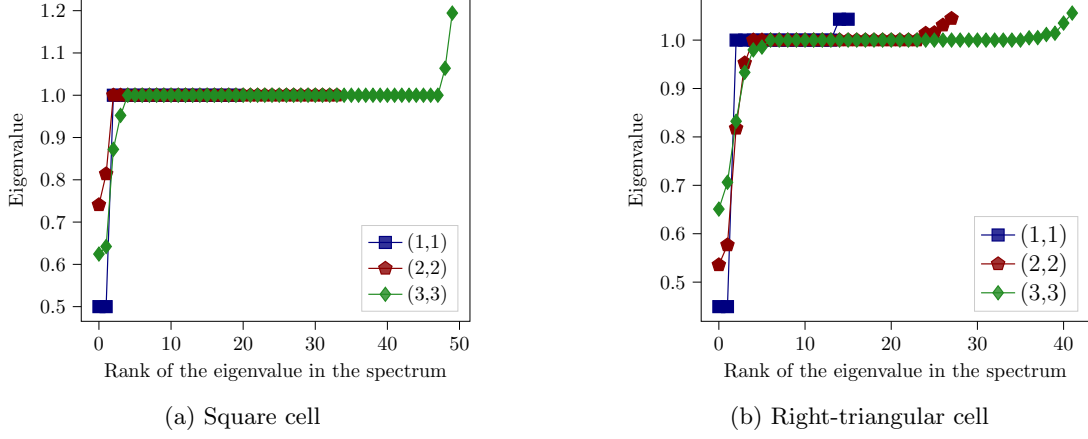 1.2
1.1
1.0
0.9
0.8
0.7
0.6
0.5
Eigenvalue
(1,1)
(2,2)
(3,3)
0 10 20 30 40 50
Rank of the eigenvalue in the spectrum
(a) Square cell
1.0
0.9
0.8
0.7
0.6
0.5
Eigenvalue
(1,1)
(2,2)
(3,3)
0 10 20 30 40
Rank of the eigenvalue in the spectrum
(b) Right-triangular cell